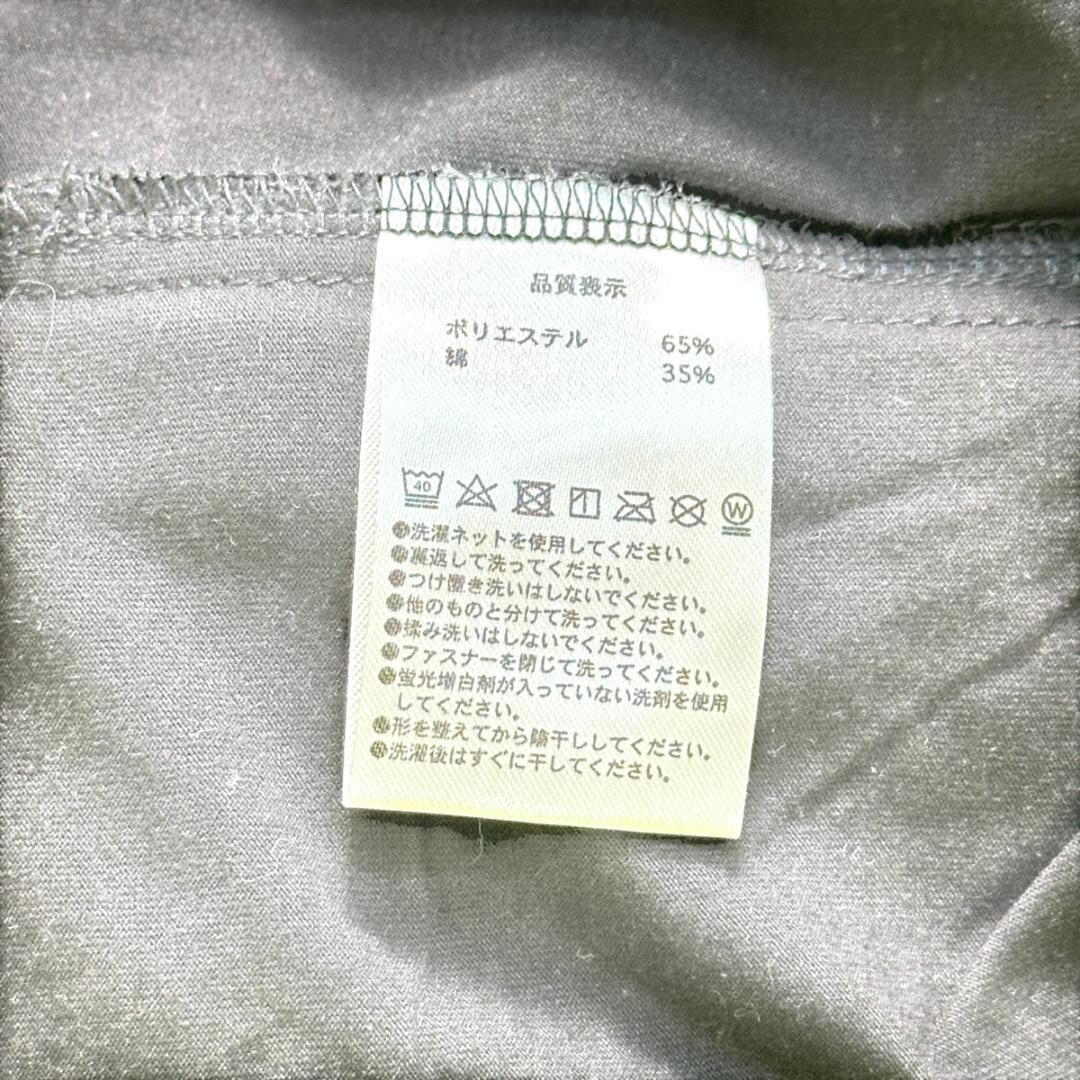 品質表示
ポリエステル 65%
綿 35%
40
W
●洗濯ネットを使用してください。
●裏返して洗ってください。
●つけ置き洗いはしないでください。
●他のものと分けて洗ってください。
●揉み洗いはしないでください。
●ファスナーを閉じて洗ってください。
●蛍光増白剤が入っていない洗剤を使用
してください。
●形を整えてから陰干ししてください。
●洗濯後はすぐに干してください。